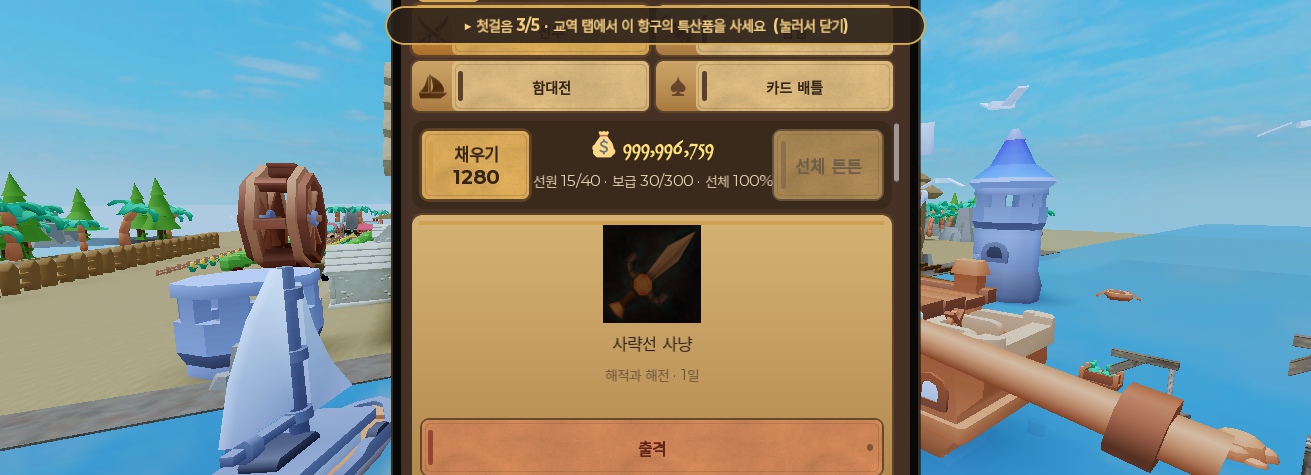 ▸ 첫걸음 3/5 · 교역 탭에서 이 항구의 특산품을 사세요 (눌러서 닫기)
함대전
카드 배틀
채우기
1280
999,996,759
선원 15/40 · 보급 30/300 · 선체 100%
선체 튼튼
사략선 사냥
해적과 해전 · 1일
출격